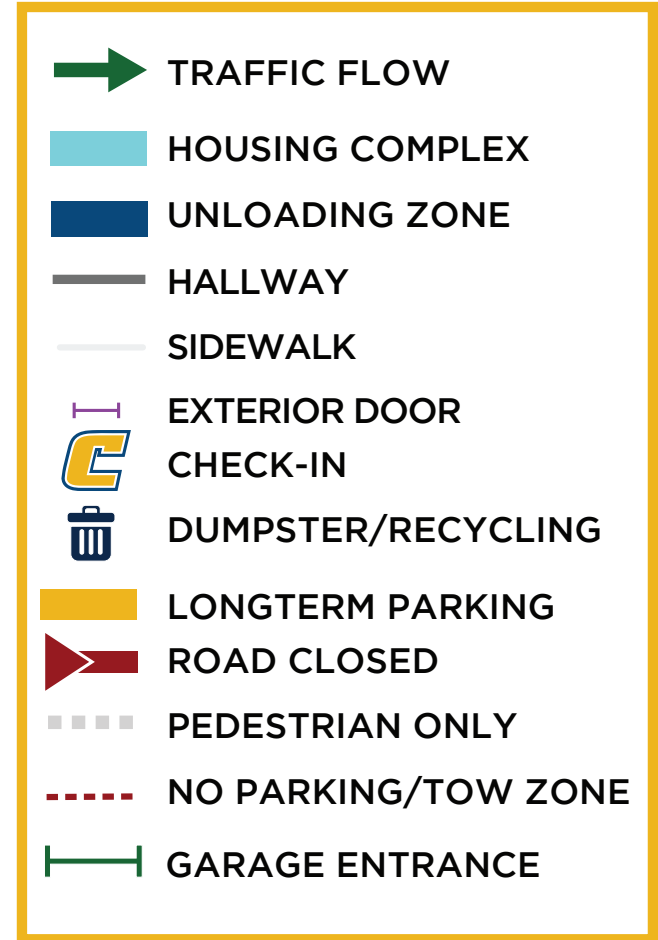 TRAFFIC FLOW
HOUSING COMPLEX
UNLOADING ZONE
HALLWAY
SIDEWALK
EXTERIOR DOOR
C CHECK-IN
DUMPSTER/RECYCLING
LONGTERM PARKING
ROAD CLOSED
PEDESTRIAN ONLY
NO PARKING/TOW ZONE
GARAGE ENTRANCE